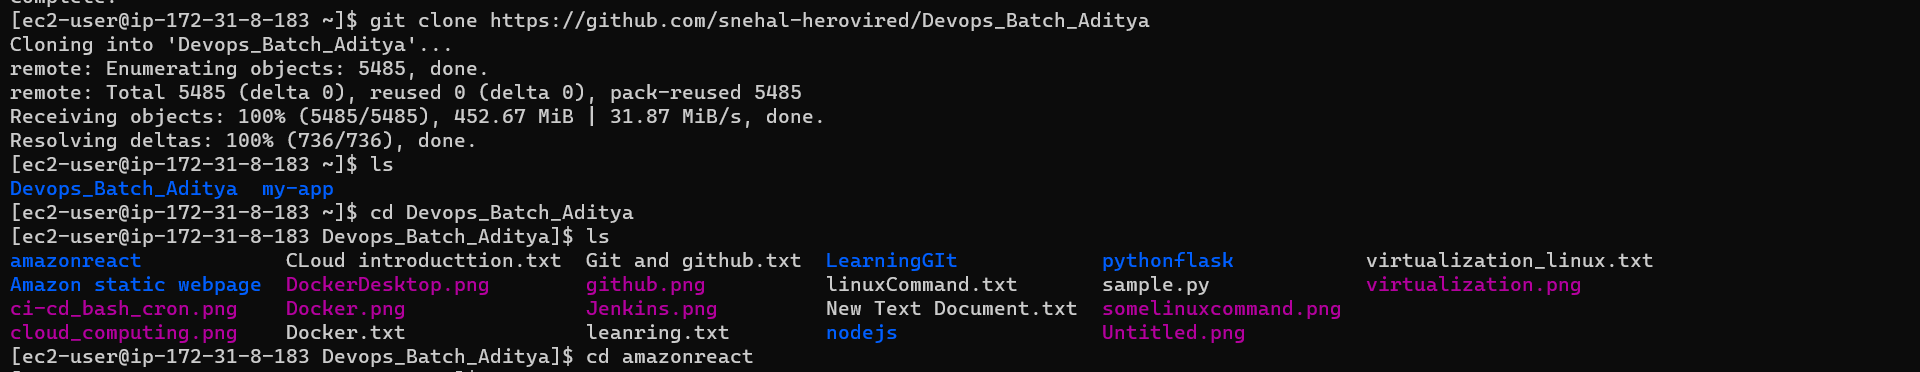 complete.
[ec2-user@ip-172-31-8-183 ~]$ git clone https://github.com/snehal-herovired/Devops_Batch_Aditya
Cloning into 'Devops_Batch_Aditya'...
remote: Enumerating objects: 5485, done.
remote: Total 5485 (delta 0), reused 0 (delta 0), pack-reused 5485
Receiving objects: 100% (5485/5485), 452.67 MiB | 31.87 MiB/s, done.
Resolving deltas: 100% (736/736), done.
[ec2-user@ip-172-31-8-183 ~]$ ls
Devops_Batch_Aditya  my-app
[ec2-user@ip-172-31-8-183 ~]$ cd Devops_Batch_Aditya
[ec2-user@ip-172-31-8-183 Devops_Batch_Aditya]$ ls
amazonreact            CLoud introducttion.txt  Git and github.txt  LearningGIt            pythonflask           virtualization_linux.txt
Amazon static webpage  DockerDesktop.png        github.png          linuxCommand.txt       sample.py             virtualization.png
ci-cd_bash_cron.png    Docker.png               Jenkins.png         New Text Document.txt  somelinuxcommand.png
cloud_computing.png    Docker.txt               leanring.txt        nodejs                 Untitled.png
[ec2-user@ip-172-31-8-183 Devops_Batch_Aditya]$ cd amazonreact